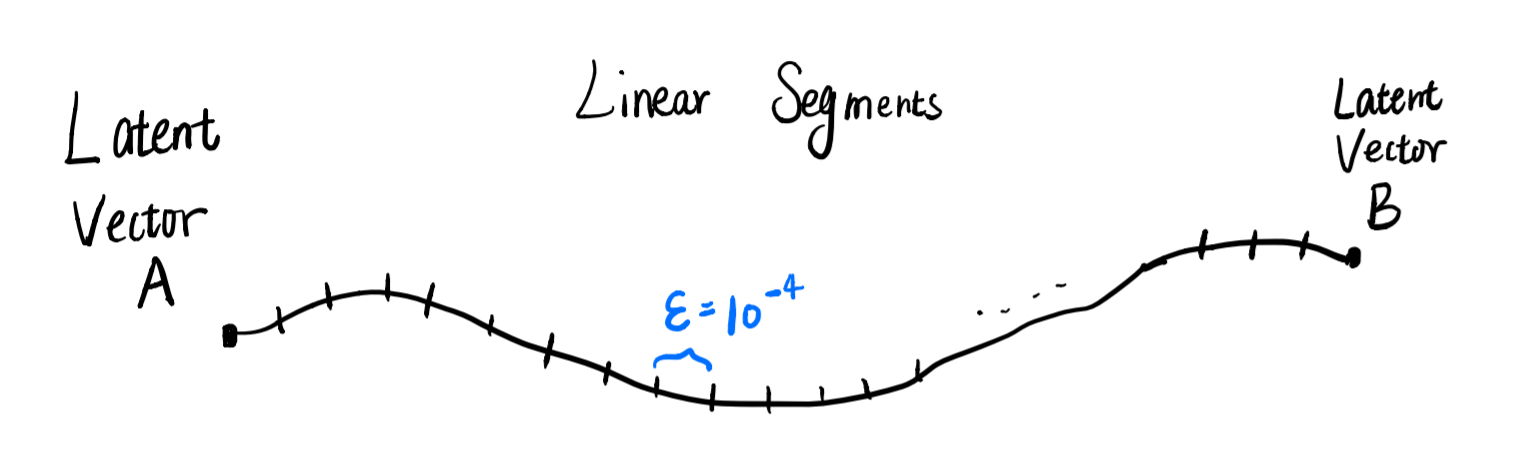 Latent
Vector
A
Linear Segments
Latent
Vector
B
ε = 10⁻⁴